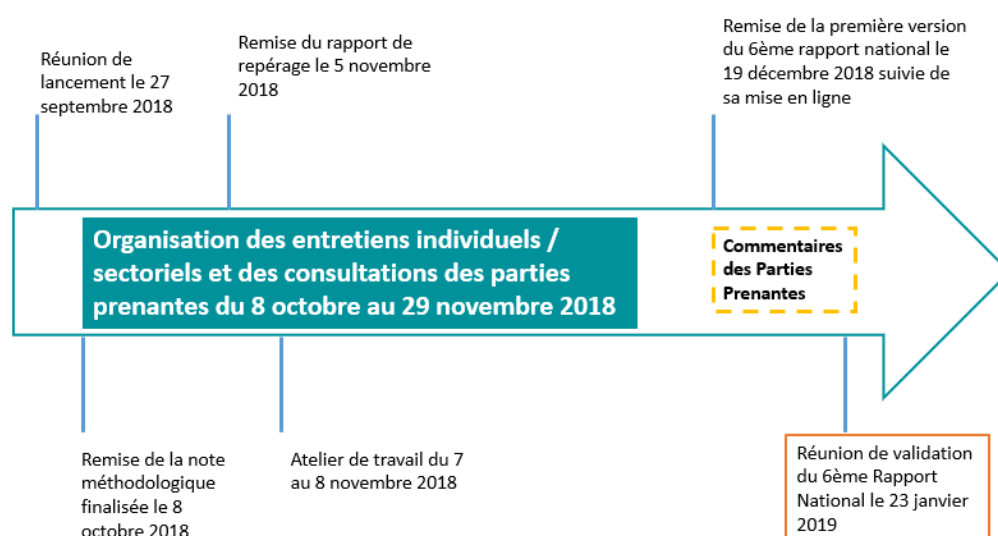 Réunion de
lancement le 27
septembre 2018
Remise du rapport de
repérage le 5 novembre
2018
Remise de la première version
du 6ème rapport national le
19 décembre 2018 suivie de
sa mise en ligne
Organisation des entretiens individuels /
sectoriels et des consultations des parties
prenantes du 8 octobre au 29 novembre 2018
Commentaires
des Parties
Prenantes
Remise de la note
méthodologique
finalisée le 8
octobre 2018
Atelier de travail du 7
au 8 novembre 2018
Réunion de validation
du 6ème Rapport
National le 23 janvier
2019